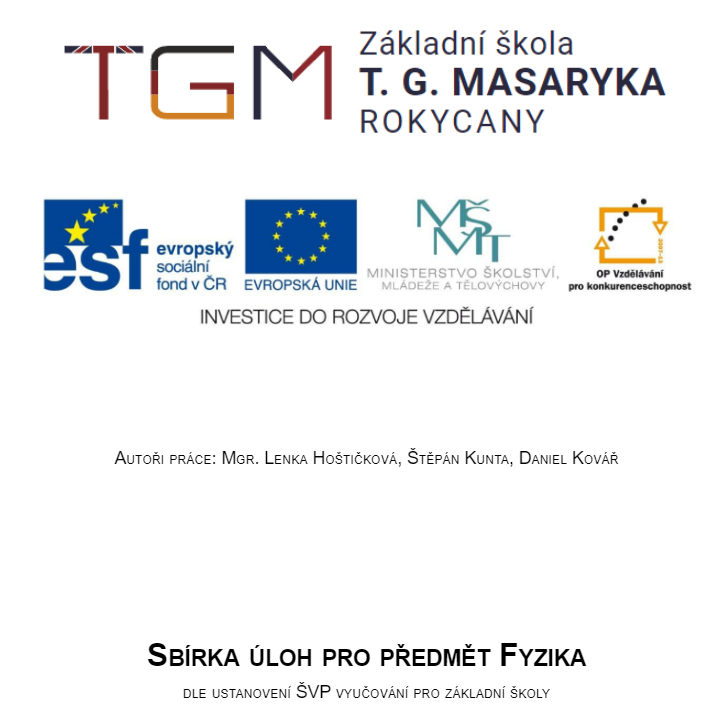 TGM
Základní škola
T. G. MASARYKA
ROKYCANY
esf
evropský
sociální
fond v ČR
EVROPSKÁ UNIE
MŠMT
MINISTERSTVO ŠKOLSTVÍ,
MLÁDEŽE A TĚLOVÝCHOVY
2007-13
OP Vzdělávání
pro konkurenceschopnost
INVESTICE DO ROZVOJE VZDĚLÁVÁNÍ
Autoři práce: Mgr. Lenka Hoštičková, Štěpán Kunta, Daniel Kovář
Sbírka úloh pro předmět Fyzika
dle ustanovení ŠVP vyučování pro základní školy